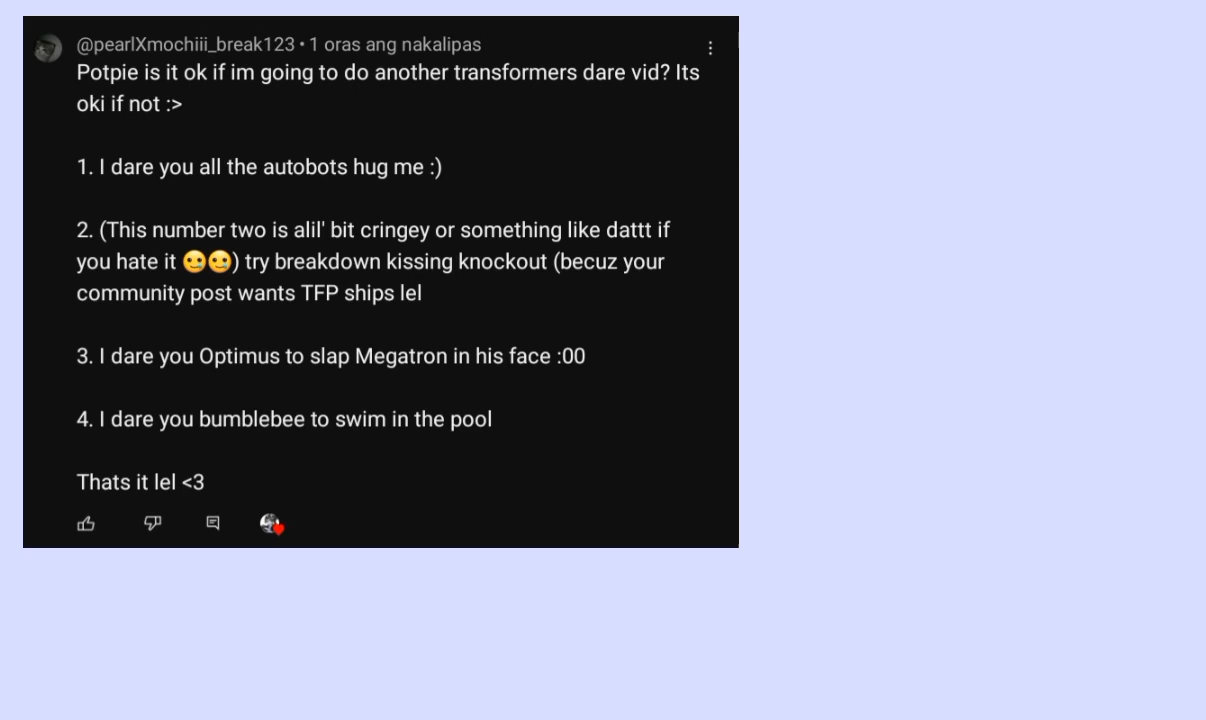 @pearlXmochiii_break123 • 1 oras ang nakalipas
Potpie is it ok if im going to do another transformers dare vid? Its
oki if not :>
1. I dare you all the autobots hug me :)
2. (This number two is alil' bit cringey or something like dattt if
you hate it 🥲🥲) try breakdown kissing knockout (becuz your
community post wants TFP ships lel
3. I dare you Optimus to slap Megatron in his face :00
4. I dare you bumblebee to swim in the pool
Thats it lel <3